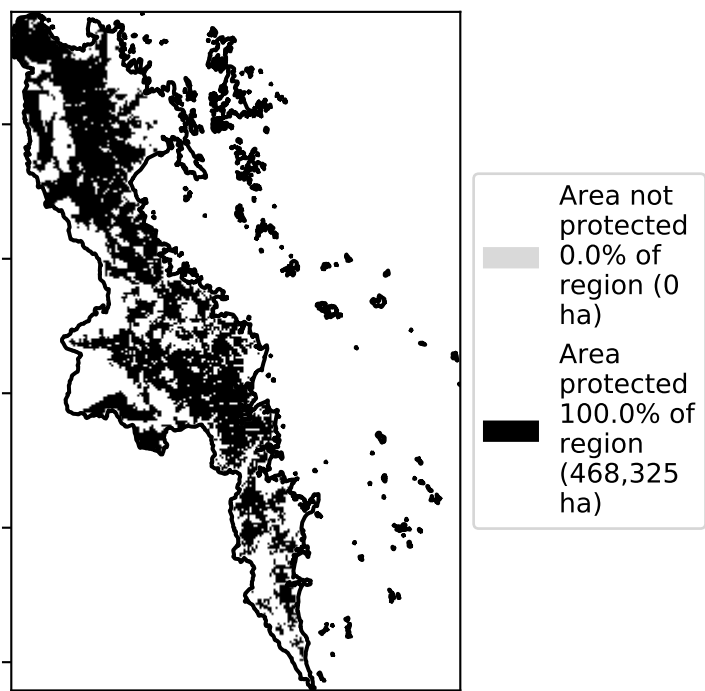 Area not
protected
0.0% of
region (0
ha)
Area
protected
100.0% of
region
(468,325
ha)